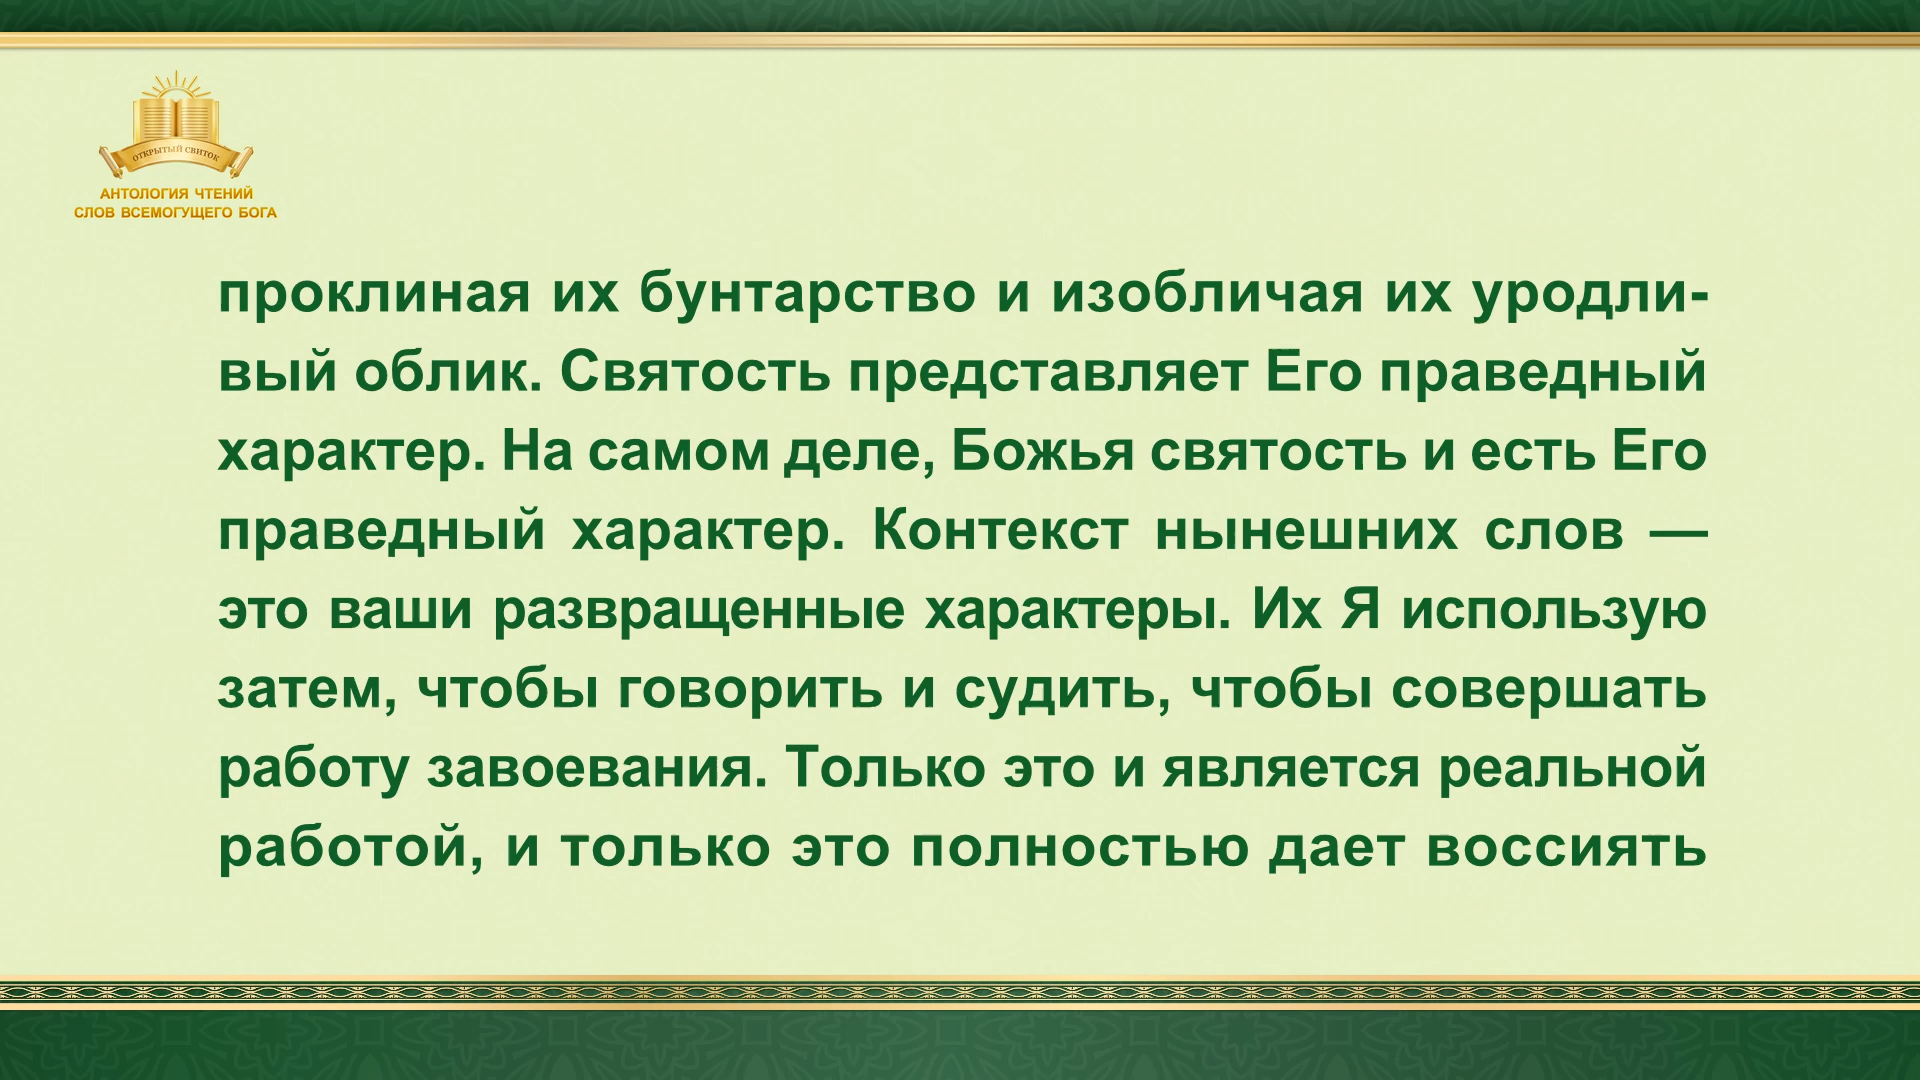 ОТКРЫТЫЙ СВИТОК
АНТОЛОГИЯ ЧТЕНИЙ
СЛОВ ВСЕМОГУЩЕГО БОГА
проклиная их бунтарство и изобличая их уродли-
вый облик. Святость представляет Его праведный
характер. На самом деле, Божья святость и есть Его
праведный характер. Контекст нынешних слов —
это ваши развращенные характеры. Их Я использую
затем, чтобы говорить и судить, чтобы совершать
работу завоевания. Только это и является реальной
работой, и только это полностью дает воссиять